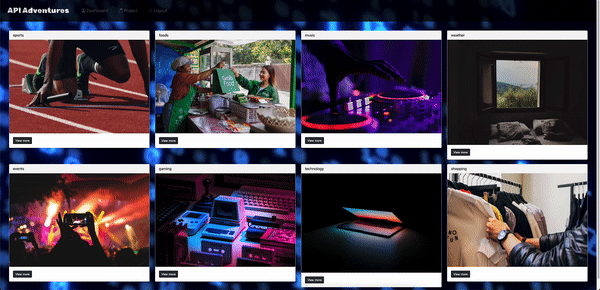 API Adventures
Dashboard Project Logout
sports
foods
music
weather
View more
View more
View more
View more
events
gaming
technology
shopping
View more
View more
View more
View more